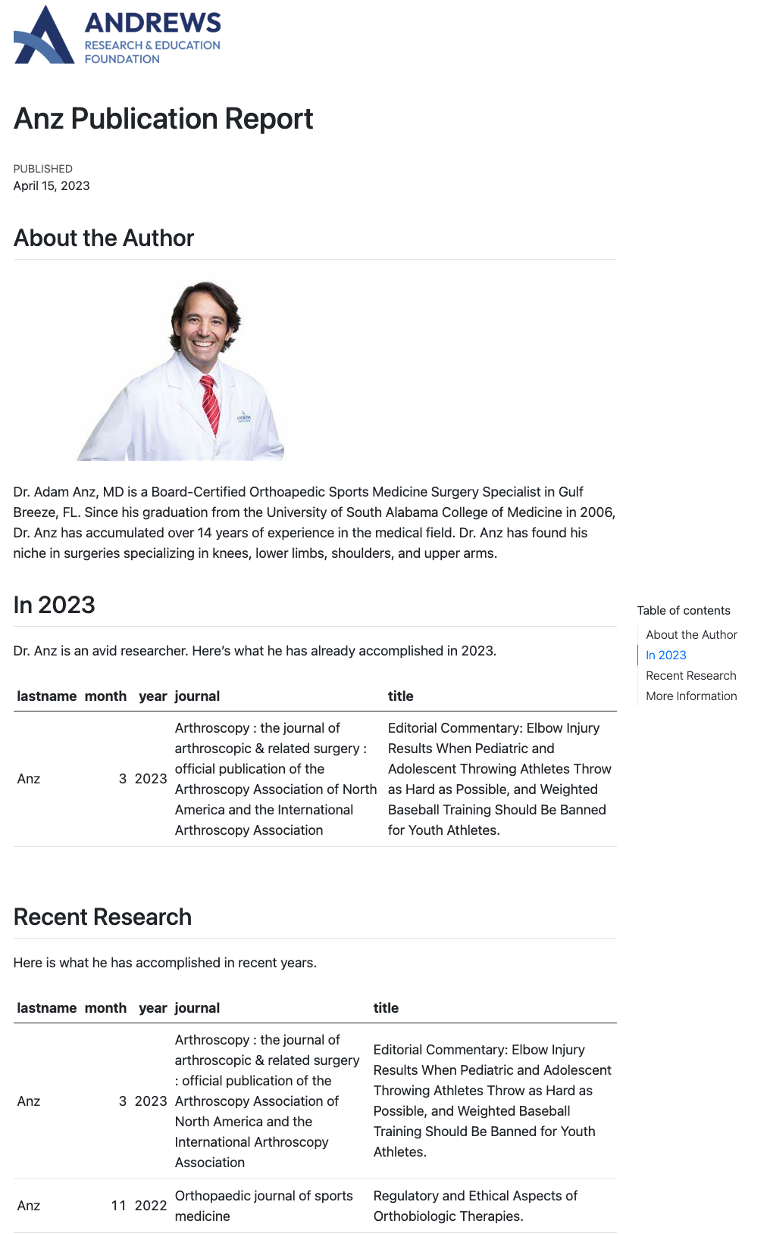 ANDREWS
RESEARCH & EDUCATION
FOUNDATION
Anz Publication Report
PUBLISHED
April 15, 2023
About the Author
Dr. Adam Anz, MD is a Board-Certified Orthoapedic Sports Medicine Surgery Specialist in Gulf
Breeze, FL. Since his graduation from the University of South Alabama College of Medicine in 2006,
Dr. Anz has accumulated over 14 years of experience in the medical field. Dr. Anz has found his
niche in surgeries specializing in knees, lower limbs, shoulders, and upper arms.
In 2023
Dr. Anz is an avid researcher. Here's what he has already accomplished in 2023.
lastname month year journal title
Anz 3 2023
Arthroscopy : the journal of
arthroscopic & related surgery :
official publication of the
Arthroscopy Association of North
America and the International
Arthroscopy Association
Editorial Commentary: Elbow Injury
Results When Pediatric and
Adolescent Throwing Athletes Throw
as Hard as Possible, and Weighted
Baseball Training Should Be Banned
for Youth Athletes.
Table of contents
About the Author
In 2023
Recent Research
More Information
Recent Research
Here is what he has accomplished in recent years.
lastname month year journal title
Anz 3 2023
Arthroscopy : the journal of
arthroscopic & related surgery
: official publication of the
Arthroscopy Association of
North America and the
International Arthroscopy
Association
Editorial Commentary: Elbow Injury
Results When Pediatric and Adolescent
Throwing Athletes Throw as Hard as
Possible, and Weighted Baseball
Training Should Be Banned for Youth
Athletes.
Anz 11 2022
Orthopaedic journal of sports
medicine
Regulatory and Ethical Aspects of
Orthobiologic Therapies.